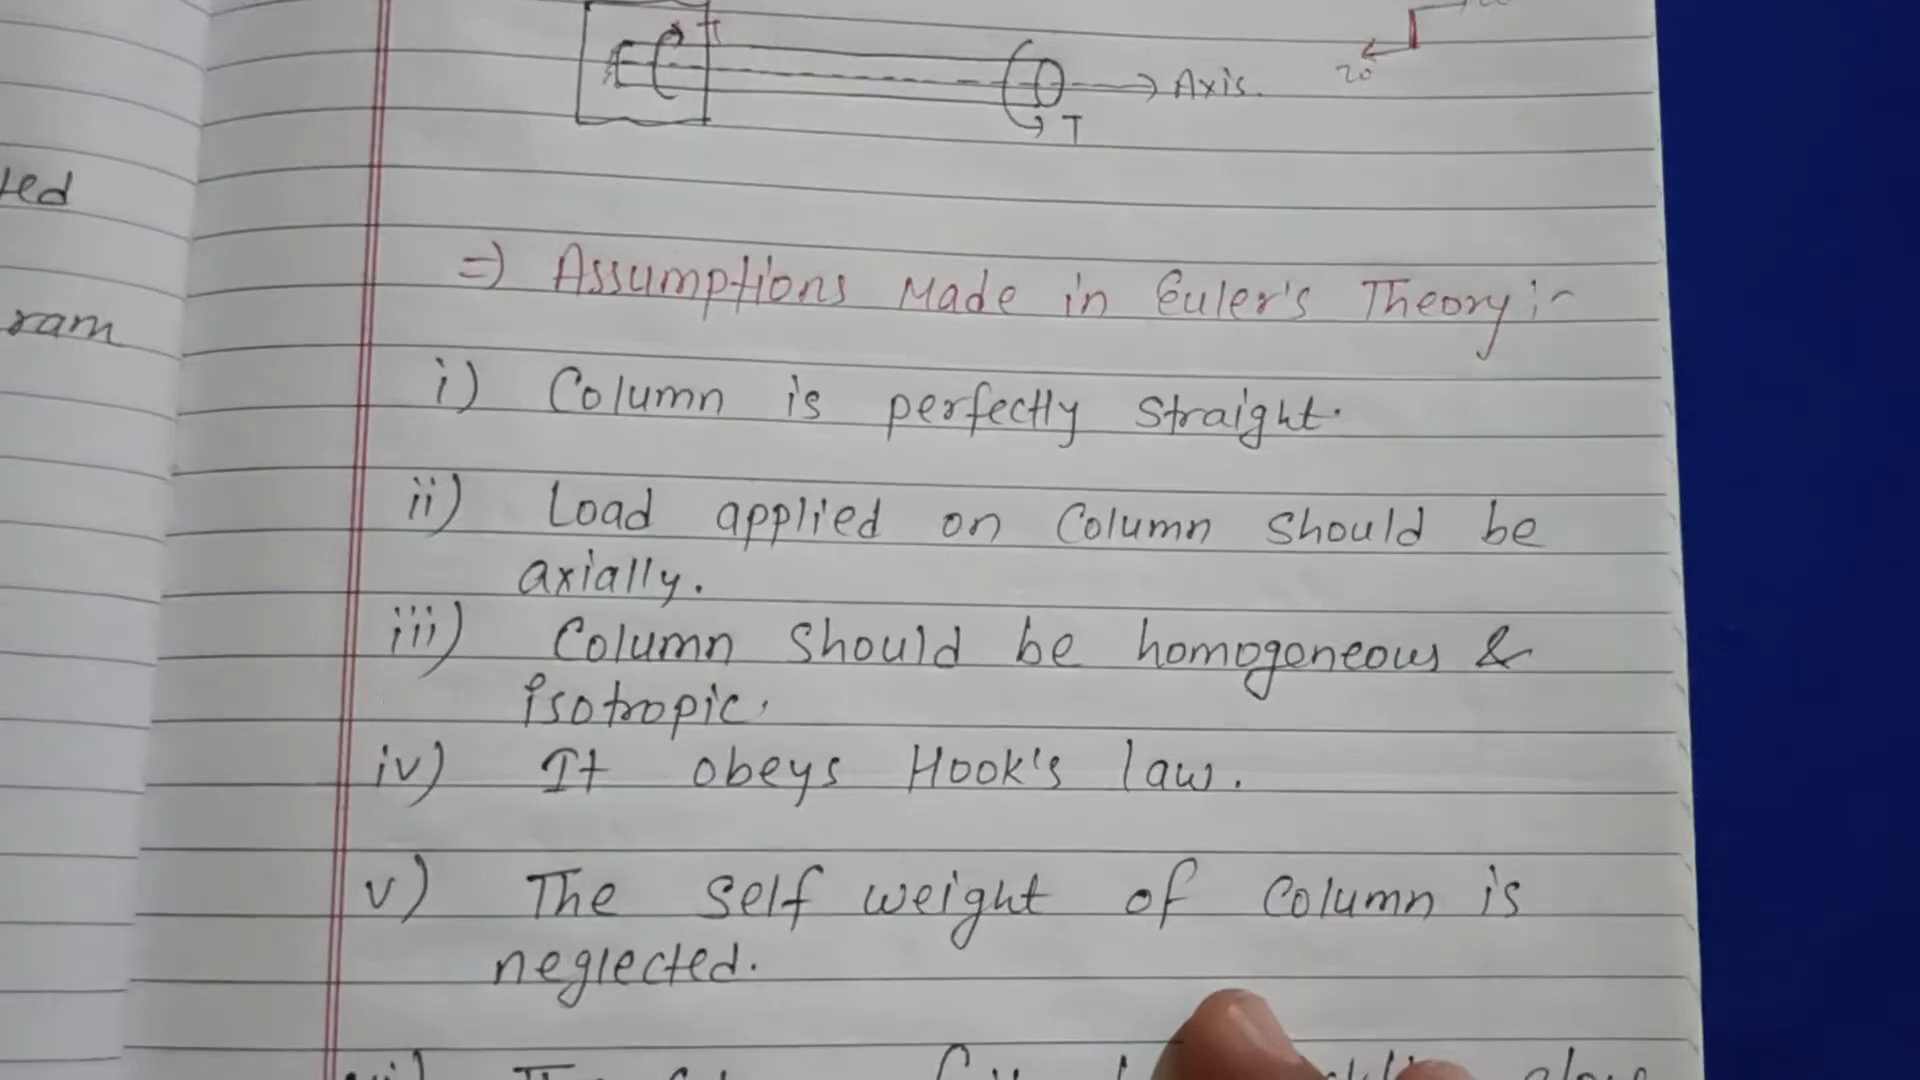 T
20
Axis.
T
ted
ram
=> Assumptions Made in Euler's Theory :-
i) Column is perfectly straight.
ii) Load applied on Column should be
axially.
iii) Column should be homogeneous &
isotropic.
iv) It obeys Hook's law.
v) The self weight of Column is
neglected.